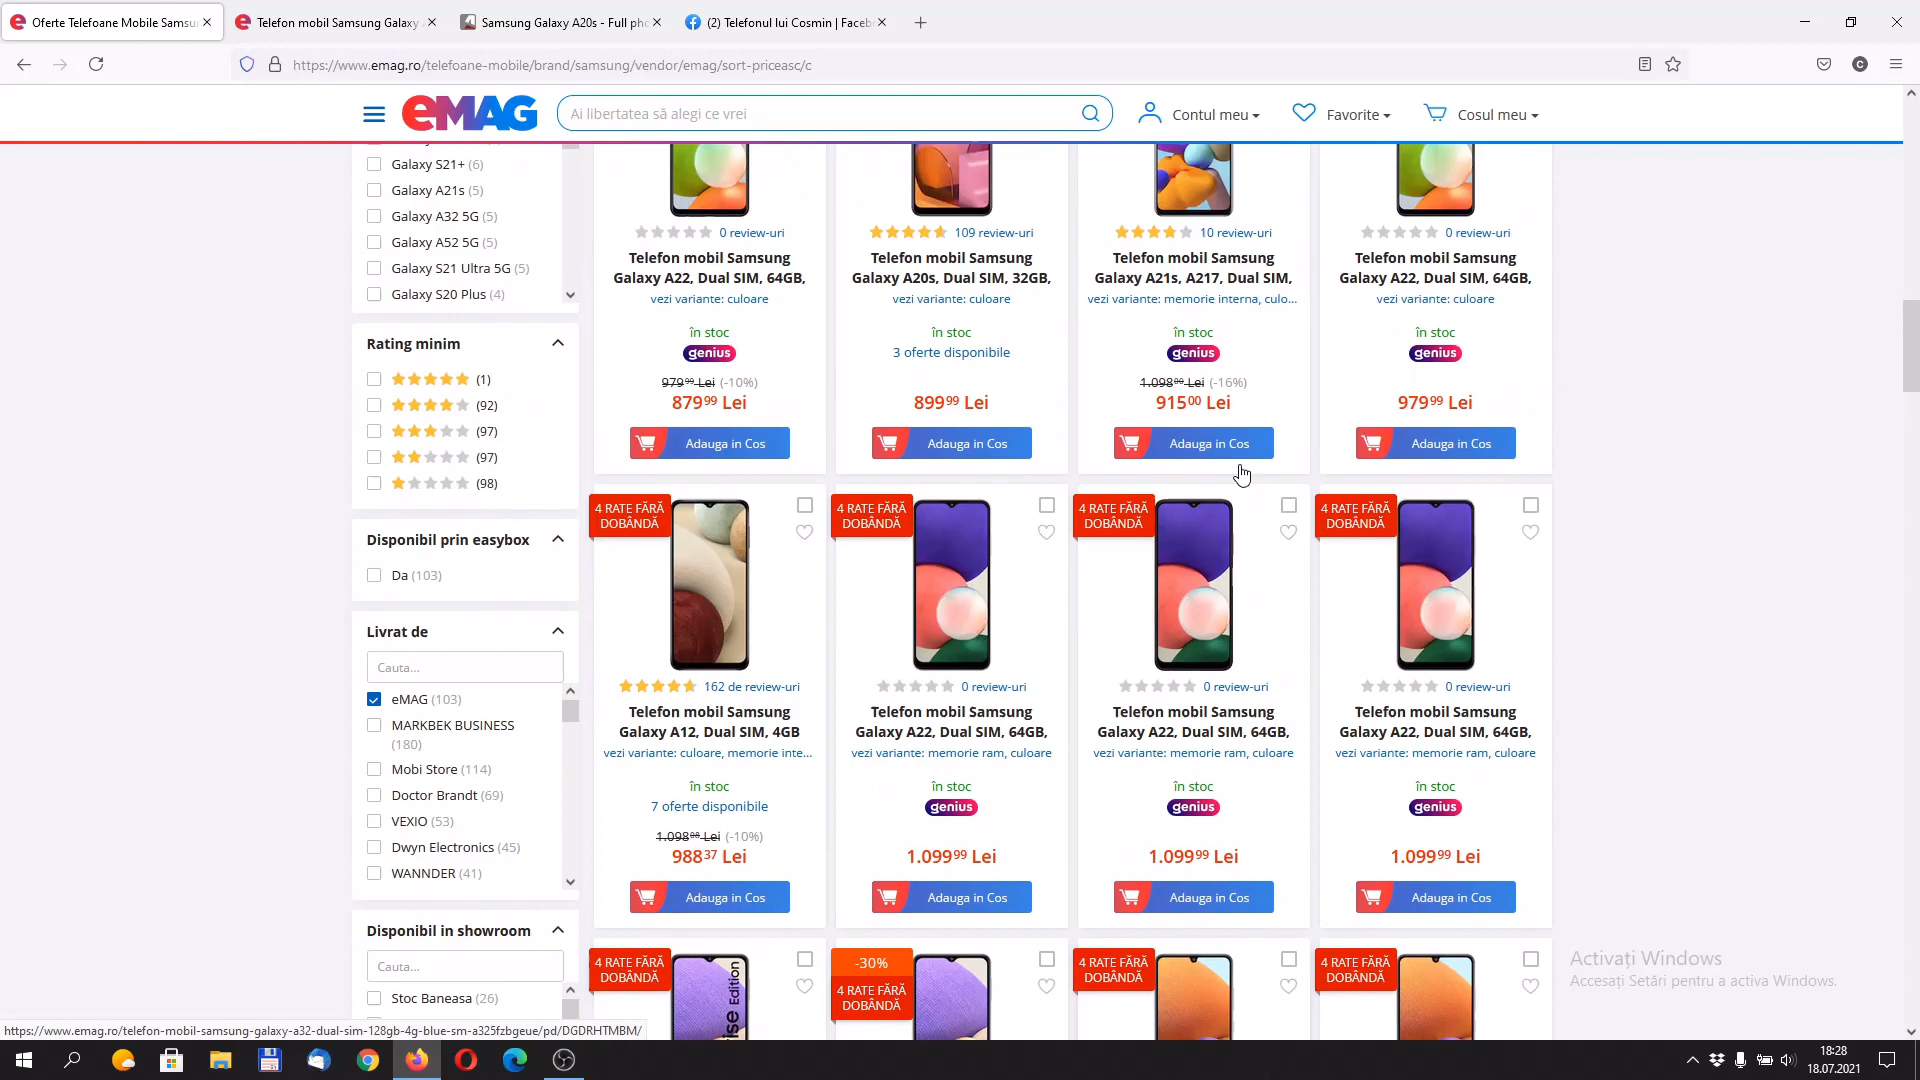 Oferte Telefoane Mobile Samsu
Telefon mobil Samsung Galaxy
Samsung Galaxy A20s - Full pho
(2) Telefonul lui Cosmin | Faceb
https://www.emag.ro/telefoane-mobile/brand/samsung/vendor/emag/sort-priceasc/c
C
eMAG
Ai libertatea să alegi ce vrei
Contul meu
Favorite
Cosul meu
Galaxy S21+ (6)
Galaxy A21s (5)
Galaxy A32 5G (5)
Galaxy A52 5G (5)
Galaxy S21 Ultra 5G (5)
Galaxy S20 Plus (4)
Rating minim
(1)
(92)
(97)
(97)
(98)
Disponibil prin easybox
Da (103)
Livrat de
Cauta...
eMAG (103)
MARKBEK BUSINESS
(180)
Mobi Store (114)
Doctor Brandt (69)
VEXIO (53)
Dwyn Electronics (45)
WANNDER (41)
Disponibil in showroom
Cauta...
Stoc Baneasa (26)
0 review-uri
Telefon mobil Samsung
Galaxy A22, Dual SIM, 64GB,
vezi variante: culoare
în stoc
genius
979⁹⁹ Lei (-10%)
879⁹⁹ Lei
Adauga in Cos
109 review-uri
Telefon mobil Samsung
Galaxy A20s, Dual SIM, 32GB,
vezi variante: culoare
în stoc
3 oferte disponibile
899⁹⁹ Lei
Adauga in Cos
10 review-uri
Telefon mobil Samsung
Galaxy A21s, A217, Dual SIM,
vezi variante: memorie interna, culo...
în stoc
genius
1.098⁹⁹ Lei (-16%)
915⁰⁰ Lei
Adauga in Cos
0 review-uri
Telefon mobil Samsung
Galaxy A22, Dual SIM, 64GB,
vezi variante: culoare
în stoc
genius
979⁹⁹ Lei
Adauga in Cos
4 RATE FĂRĂ
DOBÂNDĂ
162 de review-uri
Telefon mobil Samsung
Galaxy A12, Dual SIM, 4GB
vezi variante: culoare, memorie inte...
în stoc
7 oferte disponibile
1.098⁹⁸ Lei (-10%)
988³⁷ Lei
Adauga in Cos
4 RATE FĂRĂ
DOBÂNDĂ
0 review-uri
Telefon mobil Samsung
Galaxy A22, Dual SIM, 64GB,
vezi variante: memorie ram, culoare
în stoc
genius
1.099⁹⁹ Lei
Adauga in Cos
4 RATE FĂRĂ
DOBÂNDĂ
0 review-uri
Telefon mobil Samsung
Galaxy A22, Dual SIM, 64GB,
vezi variante: memorie ram, culoare
în stoc
genius
1.099⁹⁹ Lei
Adauga in Cos
4 RATE FĂRĂ
DOBÂNDĂ
0 review-uri
Telefon mobil Samsung
Galaxy A22, Dual SIM, 64GB,
vezi variante: memorie ram, culoare
în stoc
genius
1.099⁹⁹ Lei
Adauga in Cos
4 RATE FĂRĂ
DOBÂNDĂ
ise Edition
-30%
4 RATE FĂRĂ
DOBÂNDĂ
4 RATE FĂRĂ
DOBÂNDĂ
4 RATE FĂRĂ
DOBÂNDĂ
Activați Windows
Accesați Setări pentru a activa Windows.
https://www.emag.ro/telefon-mobil-samsung-galaxy-a32-dual-sim-128gb-4g-blue-sm-a325fzbgeue/pd/DGDRHTMBM/
18:28
18.07.2021